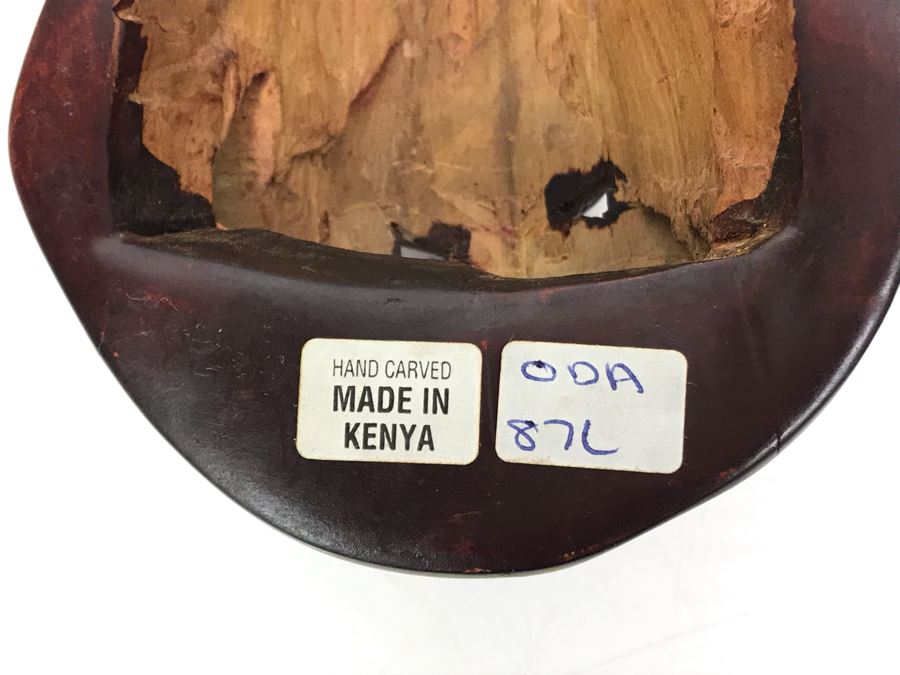 HAND CARVED
MADE IN
KENYA
ODA
87L